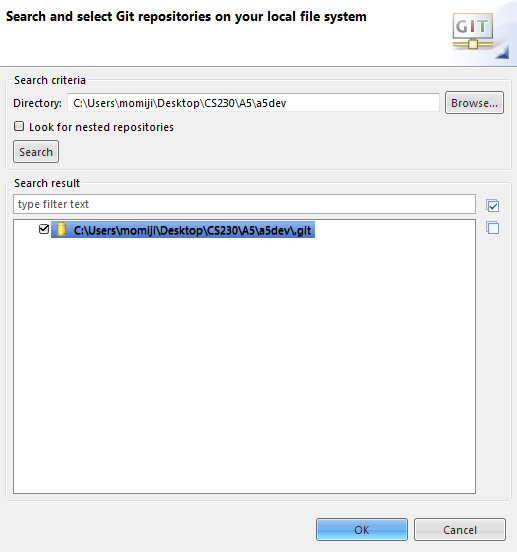 Search and select Git repositories on your local file system
GIT
Search criteria
Directory: C:\Users\momiji\Desktop\CS230\A5\a5dev Browse...
Look for nested repositories
Search
Search result
type filter text
C:\Users\momiji\Desktop\CS230\A5\a5dev\.git
OK Cancel